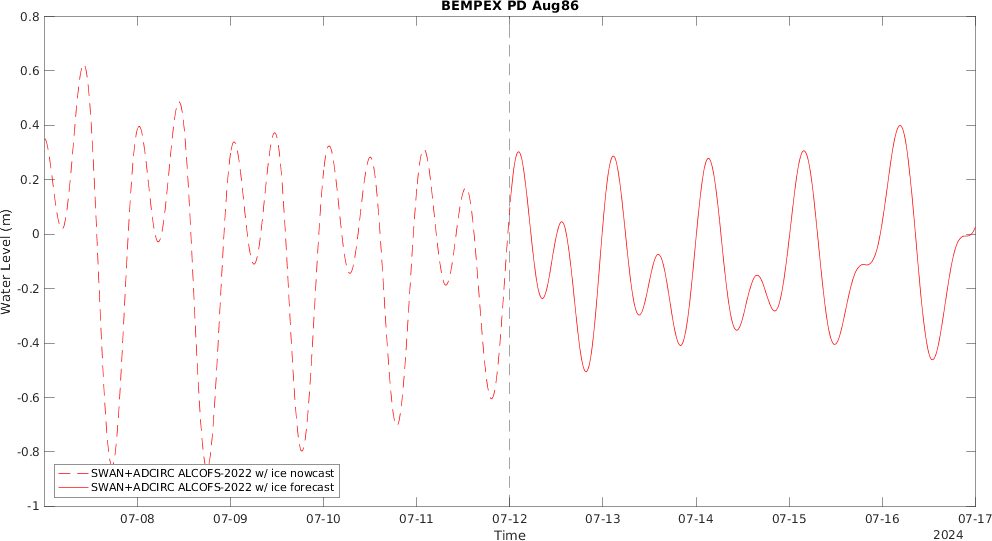 BEMPEX PD Aug86
0.8
0.6
0.4
0.2
0
-0.2
-0.4
-0.6
-0.8
-1
Water Level (m)
SWAN+ADCIRC ALCOFS-2022 w/ ice nowcast
SWAN+ADCIRC ALCOFS-2022 w/ ice forecast
07-08 07-09 07-10 07-11 07-12 07-13 07-14 07-15 07-16 07-17
Time
2024